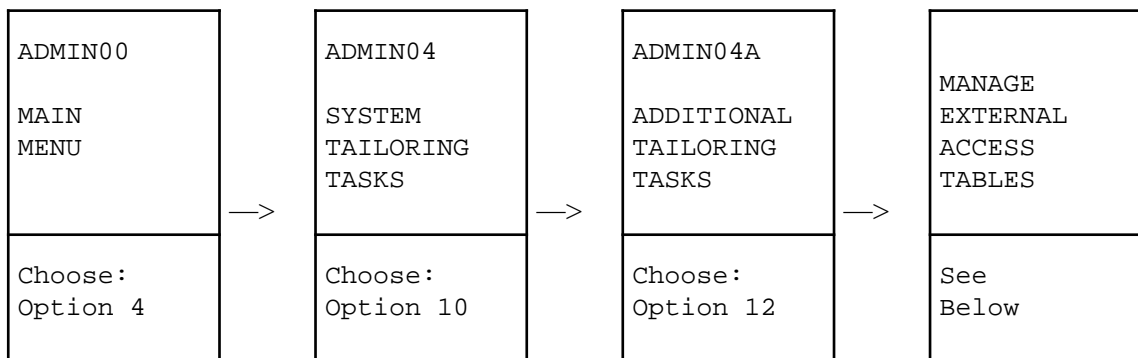 ADMIN00
MAIN
MENU
Choose:
Option 4
—>
ADMIN04
SYSTEM
TAILORING
TASKS
Choose:
Option 10
—>
ADMIN04A
ADDITIONAL
TAILORING
TASKS
Choose:
Option 12
—>
MANAGE
EXTERNAL
ACCESS
TABLES
See
Below